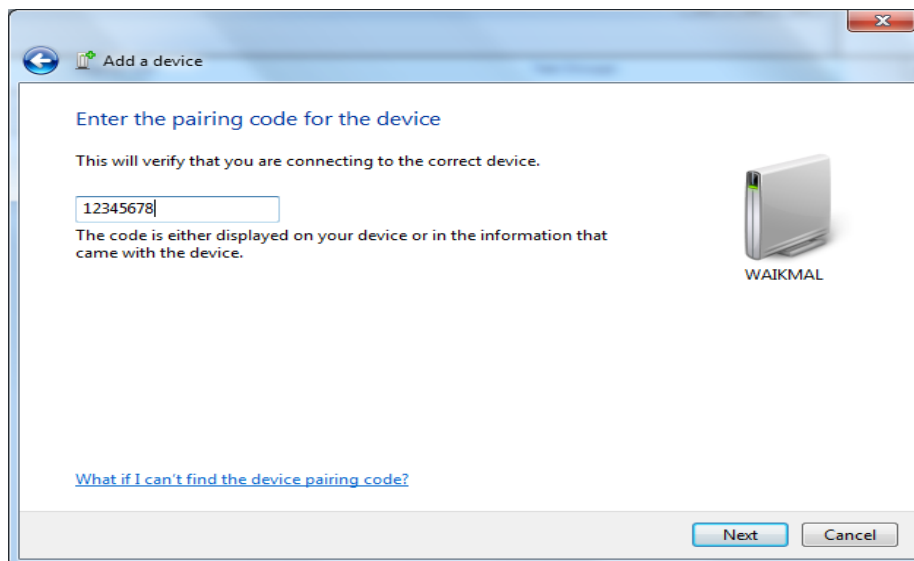 Add a device
Enter the pairing code for the device
This will verify that you are connecting to the correct device.
12345678
The code is either displayed on your device or in the information that
came with the device.
WAIKMAL
What if I can't find the device pairing code?
Next
Cancel